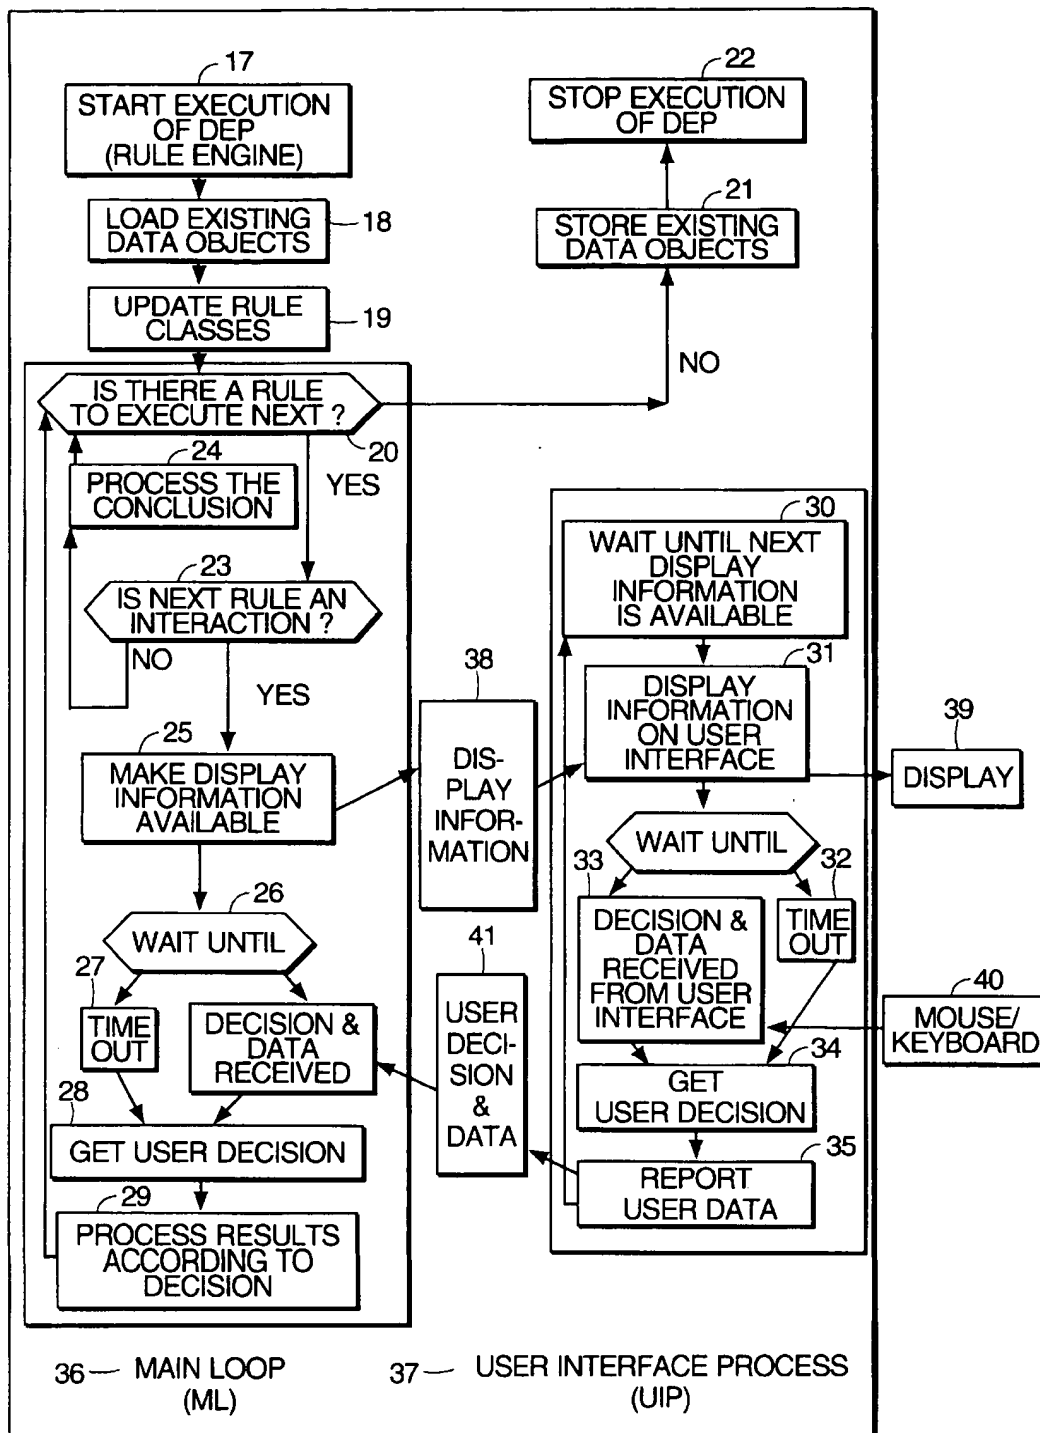 17
START EXECUTION
OF DEP
(RULE ENGINE)
LOAD EXISTING
DATA OBJECTS
18
UPDATE RULE
CLASSES
19
22
STOP EXECUTION
OF DEP
21
STORE EXISTING
DATA OBJECTS
NO
IS THERE A RULE
TO EXECUTE NEXT ?
20
24
PROCESS THE
CONCLUSION
YES
23
IS NEXT RULE AN
INTERACTION ?
NO
YES
25
MAKE DISPLAY
INFORMATION
AVAILABLE
26
WAIT UNTIL
27
TIME
OUT
DECISION &
DATA
RECEIVED
28
GET USER DECISION
29
PROCESS RESULTS
ACCORDING TO
DECISION
38
DIS-
PLAY
INFOR-
MATION
41
USER
DECI-
SION
&
DATA
30
WAIT UNTIL NEXT
DISPLAY
INFORMATION
IS AVAILABLE
31
DISPLAY
INFORMATION
ON USER
INTERFACE
39
DISPLAY
WAIT UNTIL
33
DECISION &
DATA
RECEIVED
FROM USER
INTERFACE
32
TIME
OUT
40
MOUSE/
KEYBOARD
34
GET
USER DECISION
35
REPORT
USER DATA
36
MAIN LOOP
(ML)
37
USER INTERFACE PROCESS
(UIP)